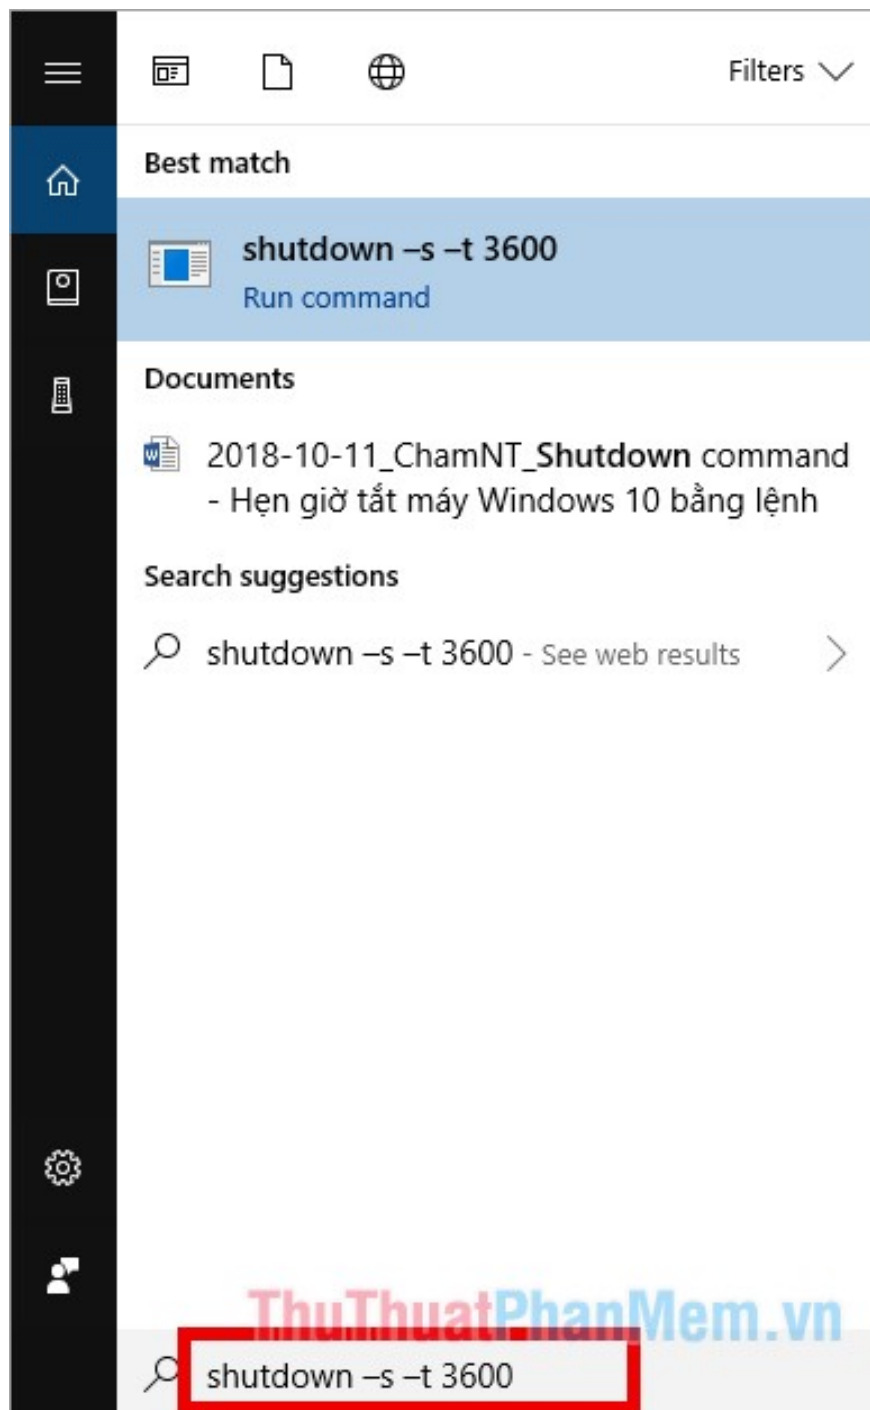 Filters
Best match
shutdown –s –t 3600
Run command
Documents
2018-10-11_ChamNT_Shutdown command
- Hẹn giờ tắt máy Windows 10 bằng lệnh
Search suggestions
shutdown –s –t 3600 - See web results
ThuThuatPhanMem.vn
shutdown –s –t 3600